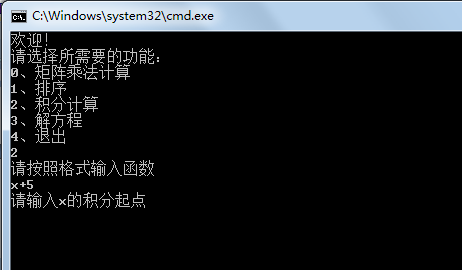 C:\Windows\system32\cmd.exe
欢迎!
请选择所需要的功能:
0、矩阵乘法计算
1、排序
2、积分计算
3、解方程
4、退出
2
请按照格式输入函数
x+5
请输入x的积分起点